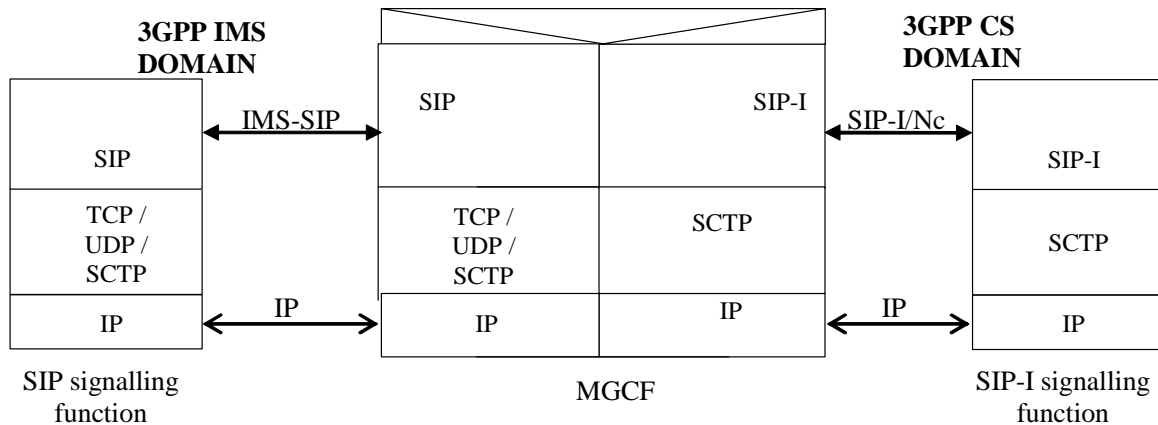 3GPP IMS
DOMAIN
3GPP CS
DOMAIN
SIP
IMS-SIP
SIP
SIP-I
SIP-I/Nc
SIP-I
TCP /
UDP /
SCTP
TCP /
UDP /
SCTP
SCTP
SCTP
IP
IP
IP
IP
IP
IP
SIP signalling
function
MGCF
SIP-I signalling
function